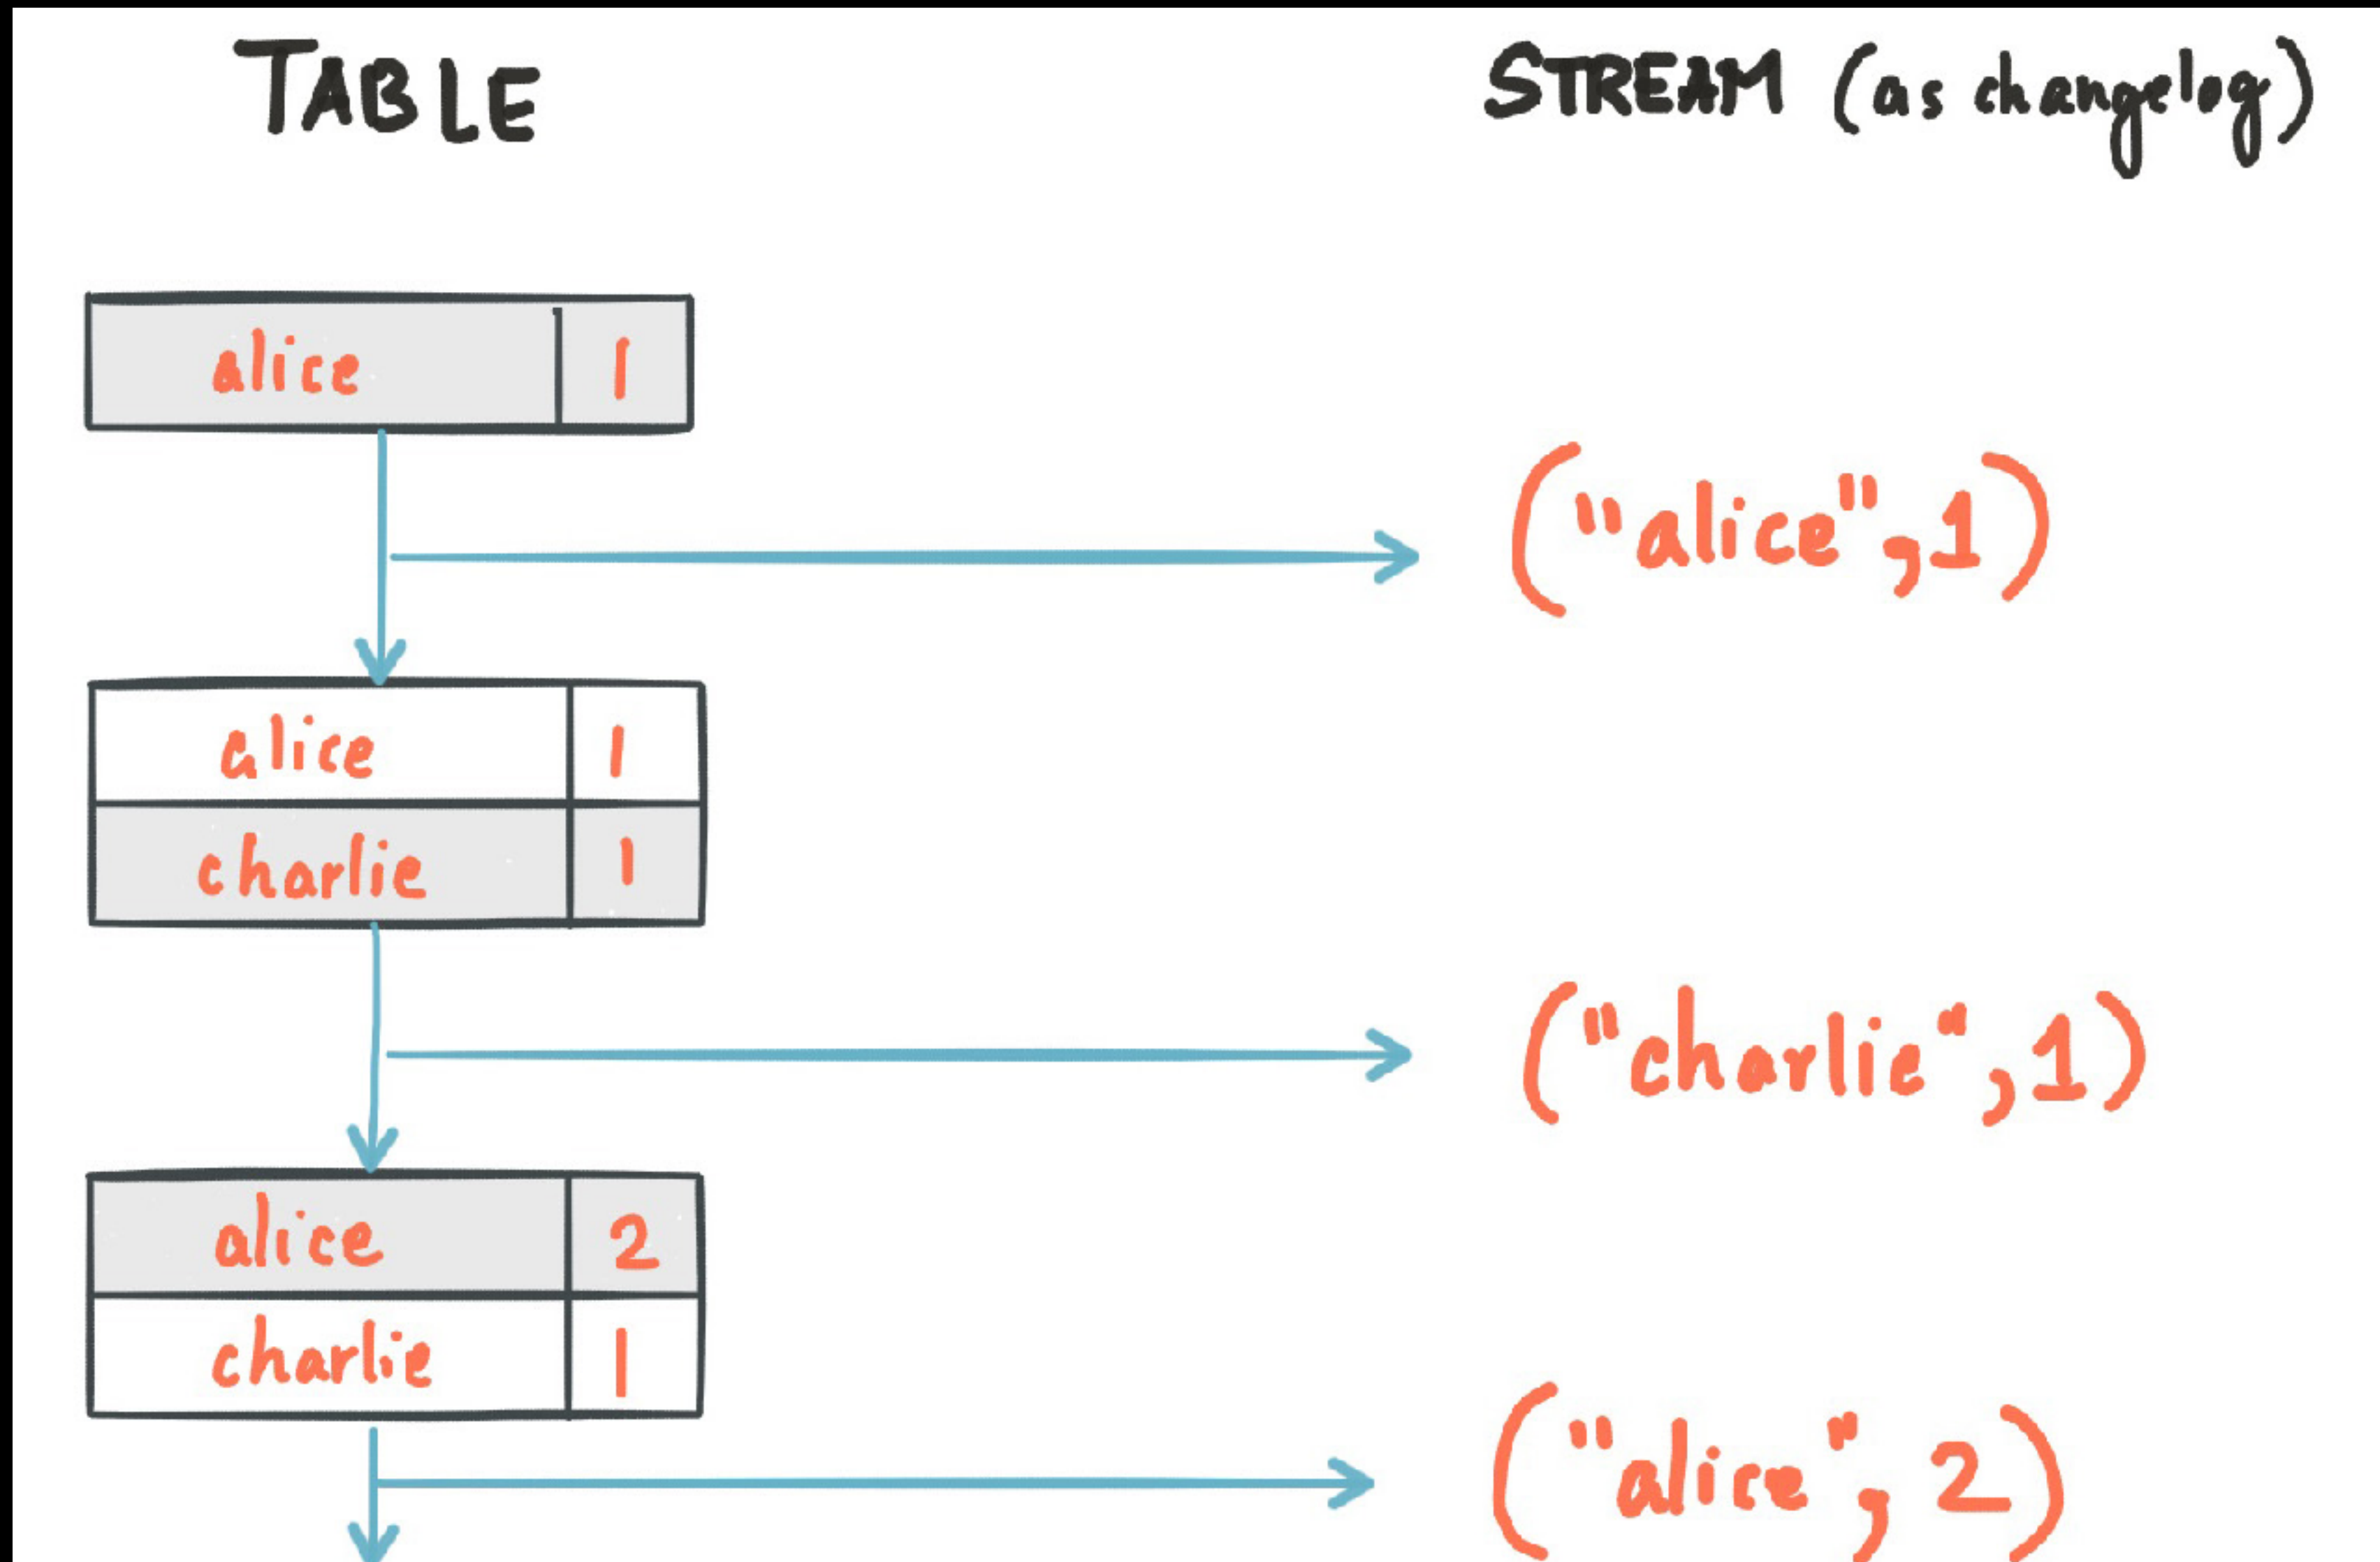 TABLE STREAM (as changelog)
alice 1
("alice",1)
alice 1
charlie 1
("charlie",1)
alice 2
charlie 1
("alice", 2)